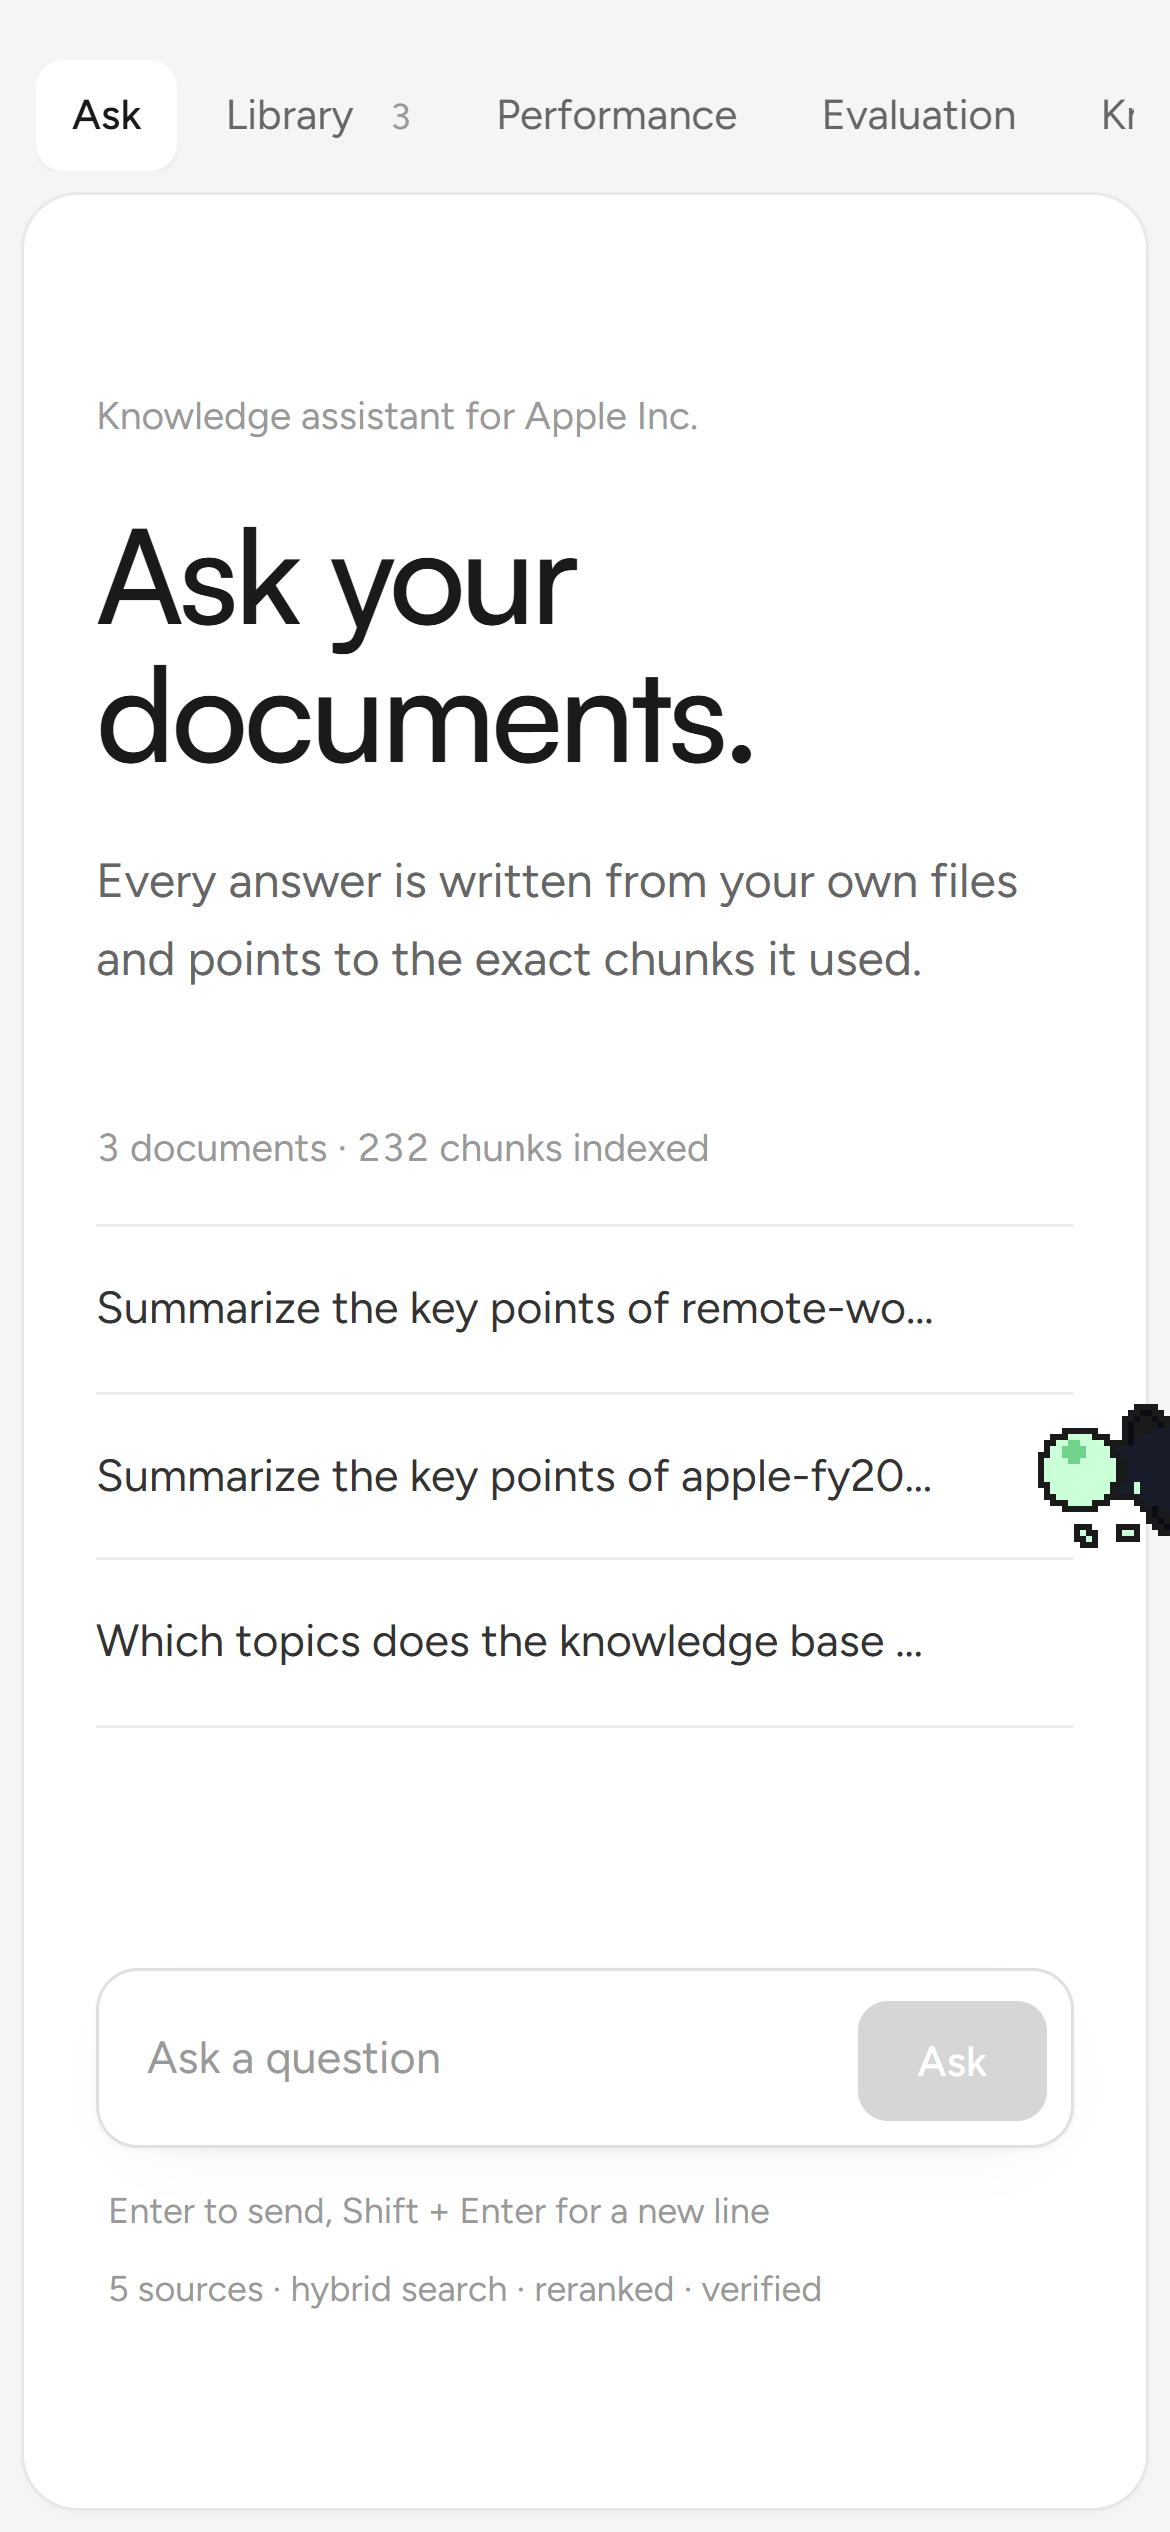 Ask Library 3 Performance Evaluation
Knowledge assistant for Apple Inc.
Ask your
documents.
Every answer is written from your own files
and points to the exact chunks it used.
3 documents · 232 chunks indexed
Summarize the key points of remote-wo...
Summarize the key points of apple-fy20...
Which topics does the knowledge base ...
Ask a question Ask
Enter to send, Shift + Enter for a new line
5 sources · hybrid search · reranked · verified